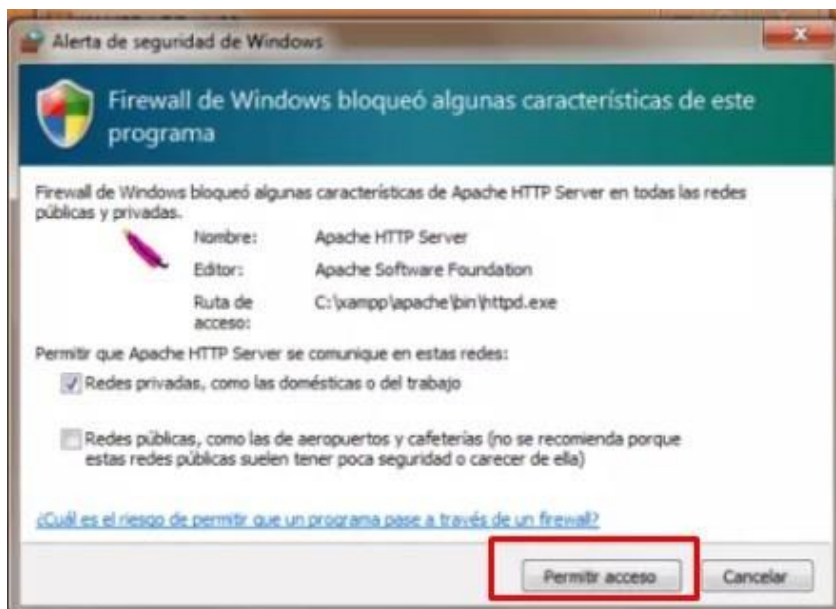 Alerta de seguridad de Windows
Firewall de Windows bloqueó algunas características de este
programa
Firewall de Windows bloqueó algunas características de Apache HTTP Server en todas las redes
públicas y privadas.
Nombre: Apache HTTP Server
Editor: Apache Software Foundation
Ruta de acceso: C:\xampp\apache\bin\httpd.exe
Permitir que Apache HTTP Server se comunique en estas redes:
Redes privadas, como las domésticas o del trabajo
Redes públicas, como las de aeropuertos y cafeterías (no se recomienda porque
estas redes públicas suelen tener poca seguridad o carecer de ella)
¿Cuál es el riesgo de permitir que un programa pase a través de un firewall?
Permitir acceso Cancelar